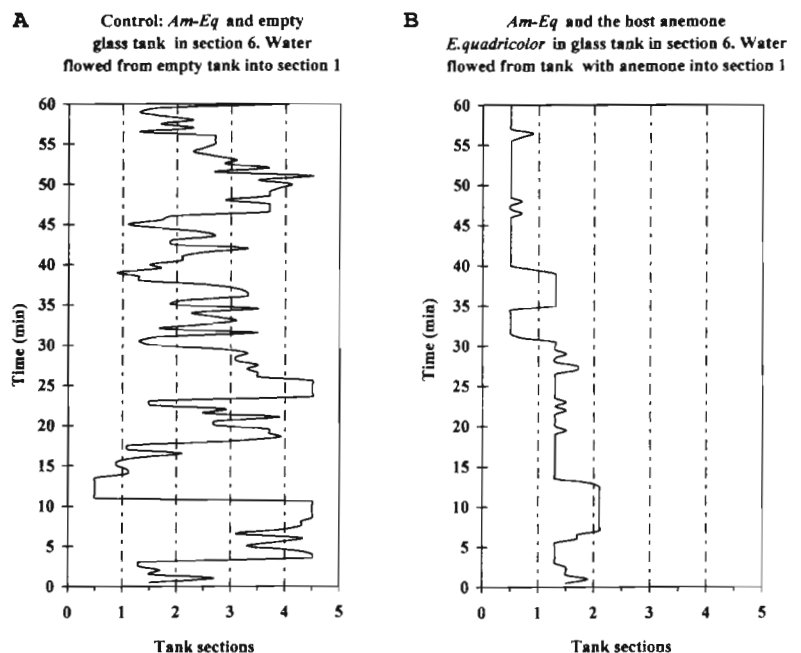 A
Control: Am-Eq and empty
glass tank in section 6. Water
flowed from empty tank into section 1
60
55
50
45
40
35
30
25
20
15
10
5
0
Time (min)
0 1 2 3 4 5
Tank sections
B
Am-Eq and the host anemone
E.quadricolor in glass tank in section 6. Water
flowed from tank with anemone into section 1
60
55
50
45
40
35
30
25
20
15
10
5
0
Time (min)
0 1 2 3 4 5
Tank sections